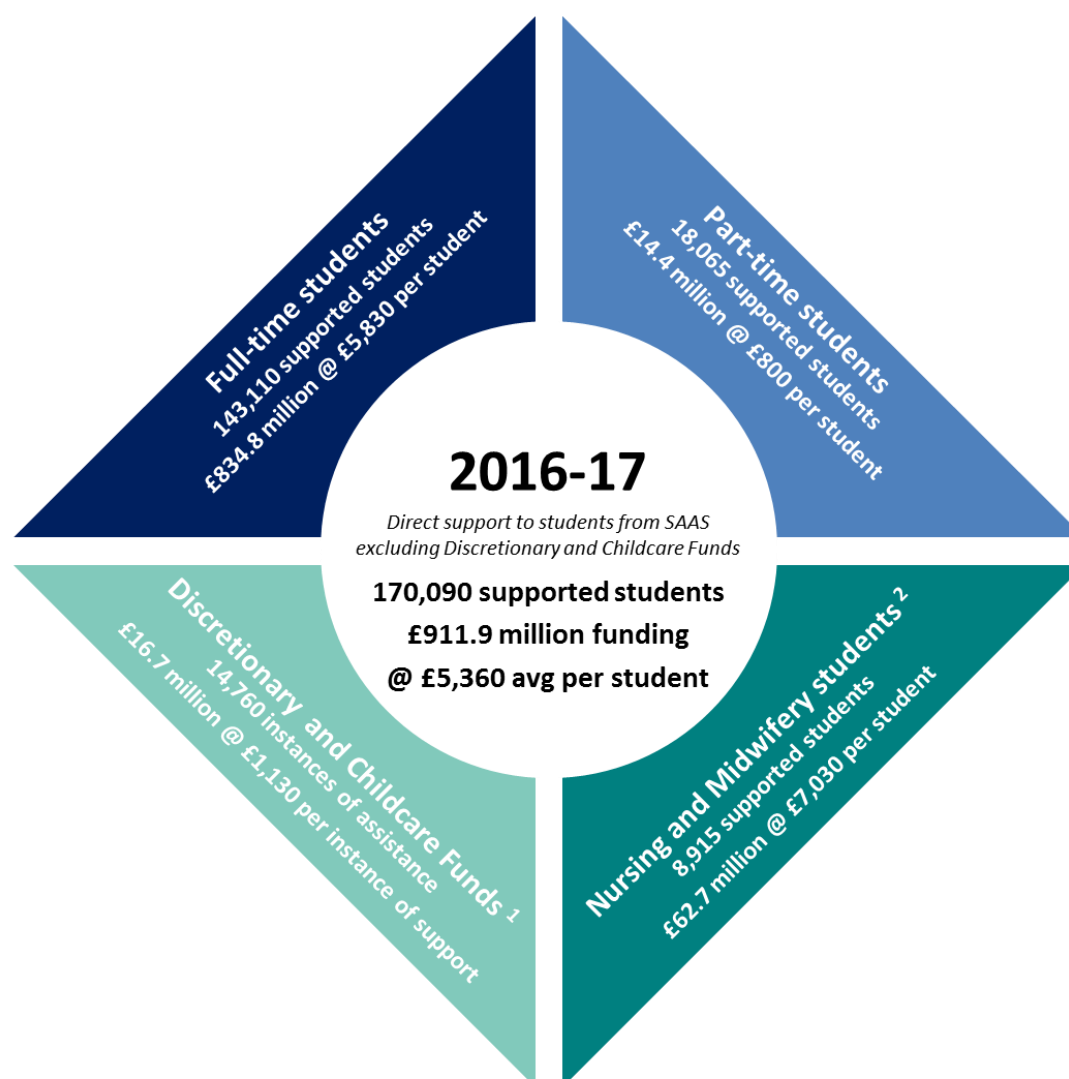 Full-time students
143,110 supported students
£834.8 million @ £5,830 per student
Part-time students
18,065 supported students
£14.4 million @ £800 per student
2016-17
Direct support to students from SAAS
excluding Discretionary and Childcare Funds
170,090 supported students
£911.9 million funding
@ £5,360 avg per student
Discretionary and Childcare Funds 1
14,760 instances of assistance
£16.7 million @ £1,130 per instance of support
Nursing and Midwifery students 2
8,915 supported students
£62.7 million @ £7,030 per student